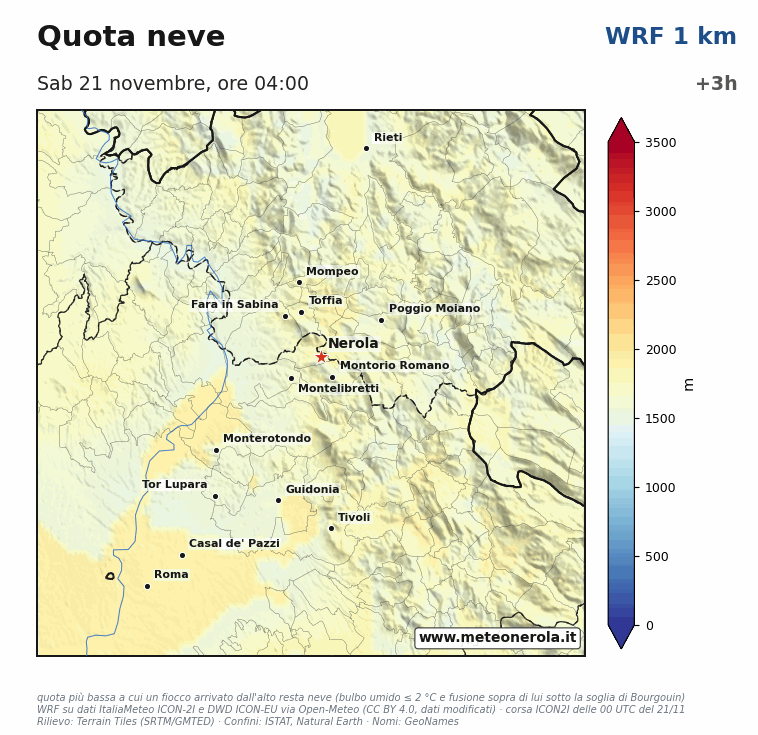 Quota neve
WRF 1 km
Sab 21 novembre, ore 04:00
+3h
Rieti
Mompeo
Toffia
Fara in Sabina
Poggio Moiano
Nerola
Montorio Romano
Montelibretti
Monterotondo
Tor Lupara
Guidonia
Tivoli
Casal de' Pazzi
Roma
www.meteonerola.it
3500
3000
2500
2000
1500
1000
500
0
m
quota più bassa a cui un fiocco arrivato dall'alto resta neve (bulbo umido ≤ 2 °C e fusione sopra di lui sotto la soglia di Bourgouin)
WRF su dati ItaliaMeteo ICON-2I e DWD ICON-EU via Open-Meteo (CC BY 4.0, dati modificati) · corsa ICON2I delle 00 UTC del 21/11
Rilievo: Terrain Tiles (SRTM/GMTED) · Confini: ISTAT, Natural Earth · Nomi: GeoNames